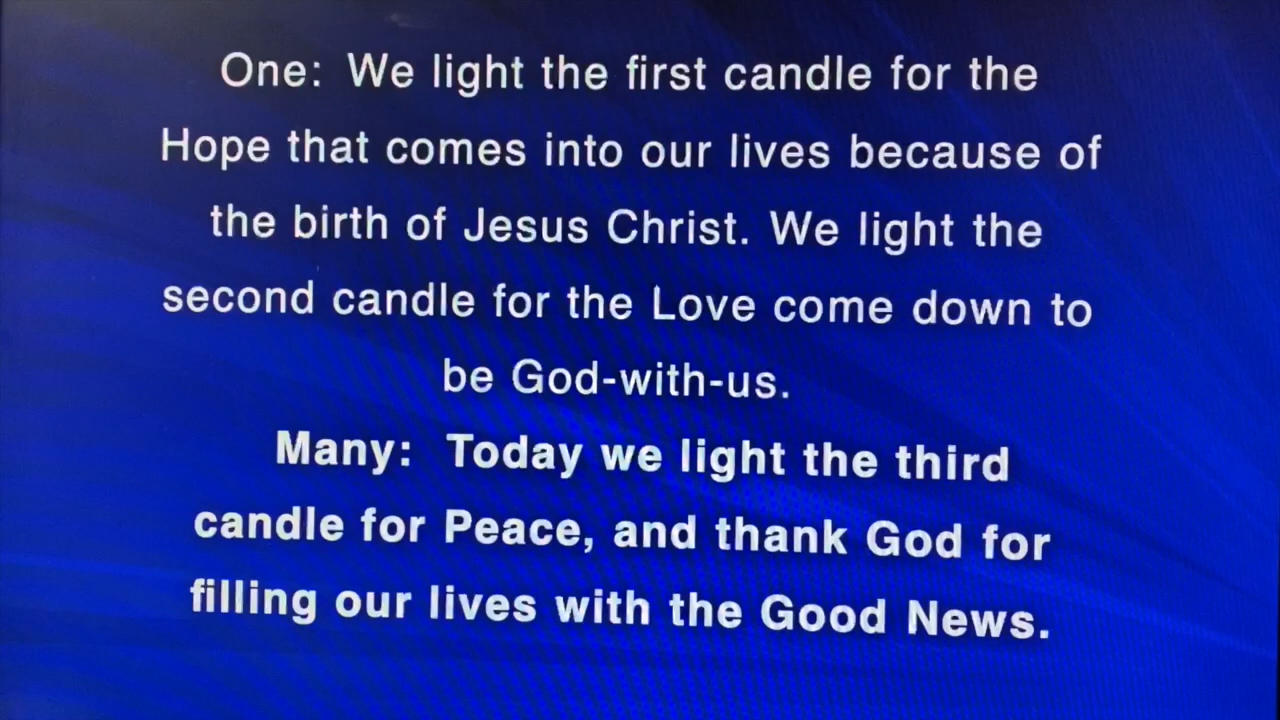 One: We light the first candle for the
Hope that comes into our lives because of
the birth of Jesus Christ. We light the
second candle for the Love come down to
be God-with-us.
Many: Today we light the third
candle for Peace, and thank God for
filling our lives with the Good News.